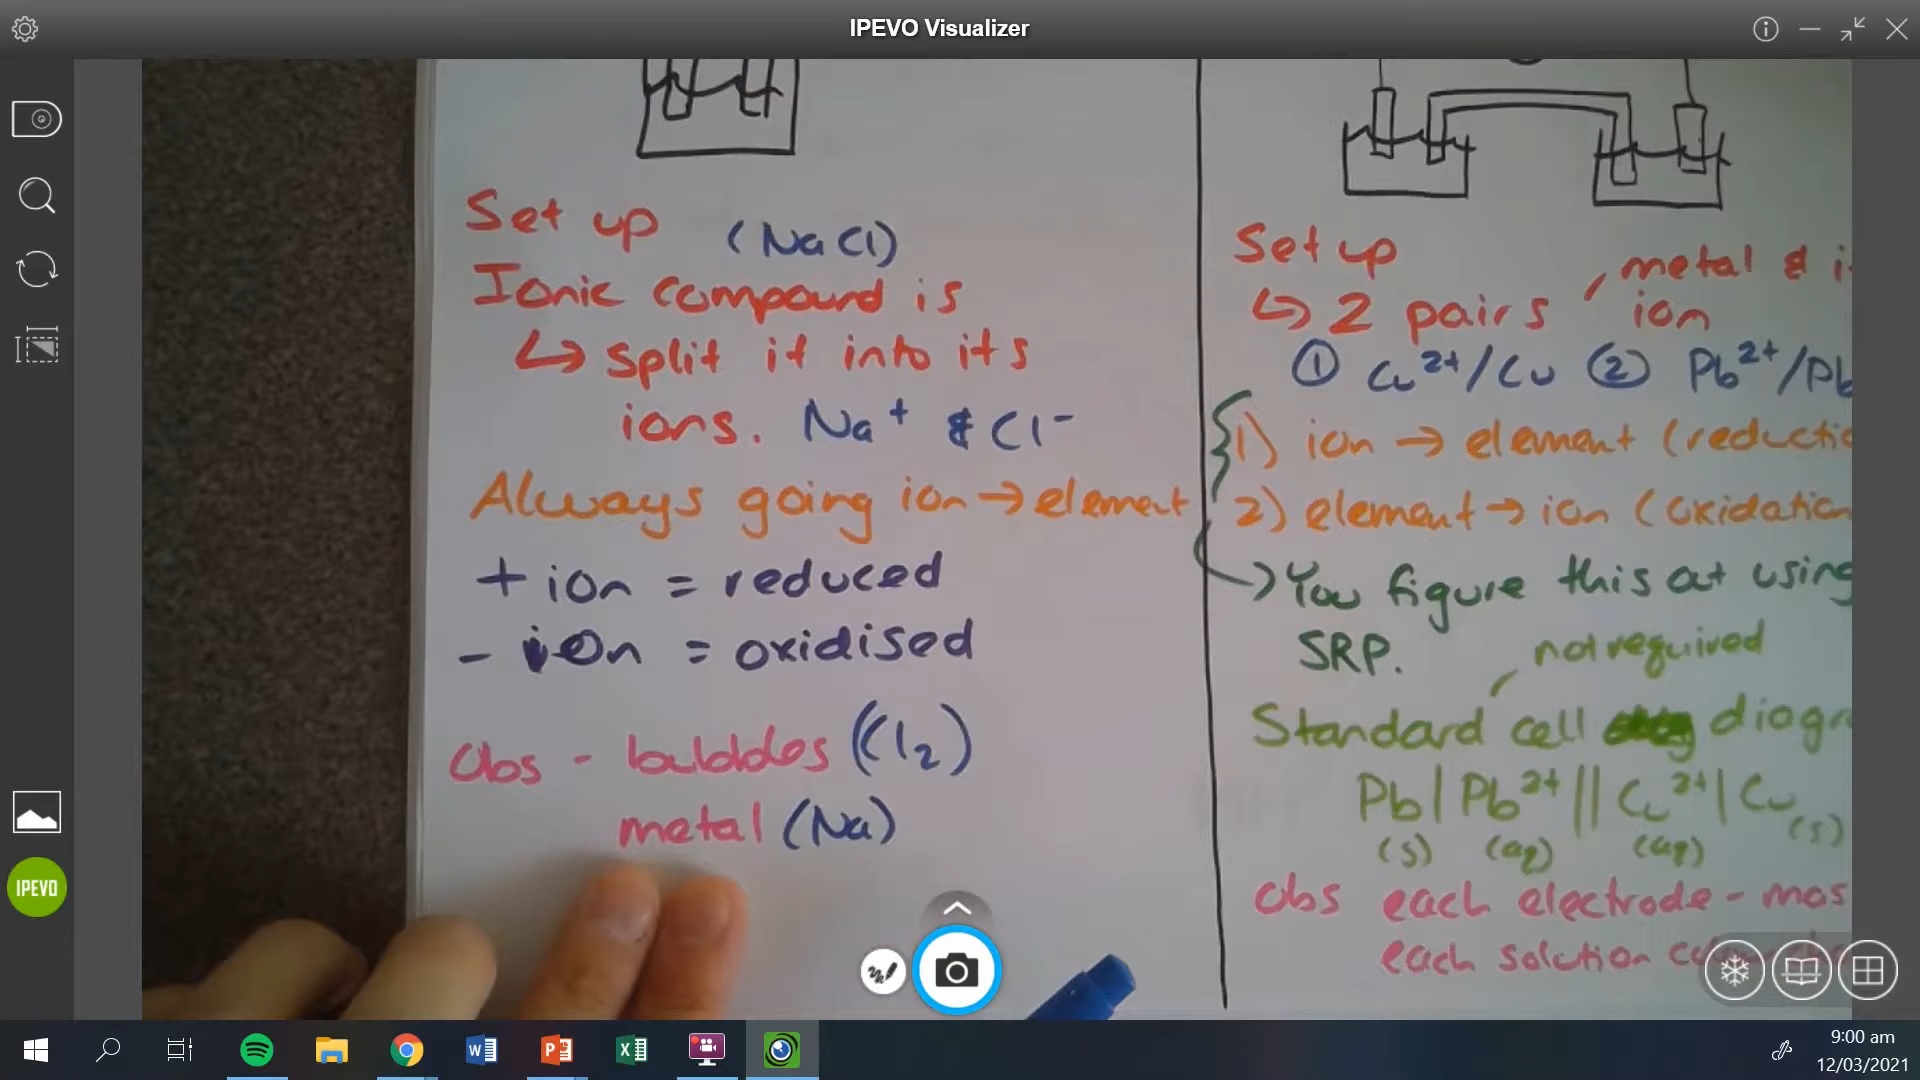 IPEVO Visualizer
Set up (NaCl)
Ionic compound is
↳ split it into its
ions. Na⁺ & Cl⁻
Always going ion → element
+ ion = reduced
- ion = oxidised
Obs - bubbles (Cl₂)
metal (Na)
Set up
↳ 2 pairs metal & i
ion
① Cu²⁺/Cu ② Pb²⁺/Pb
1) ion → element (reductio
2) element → ion (oxidation
→ You figure this out using
SRP.
not required
Standard cell diagra
Pb | Pb²⁺ || Cu²⁺ | Cu
(s) (aq) (aq) (s)
Obs each electrode - mas
each solution
IPEVO
9:00 am
12/03/2021